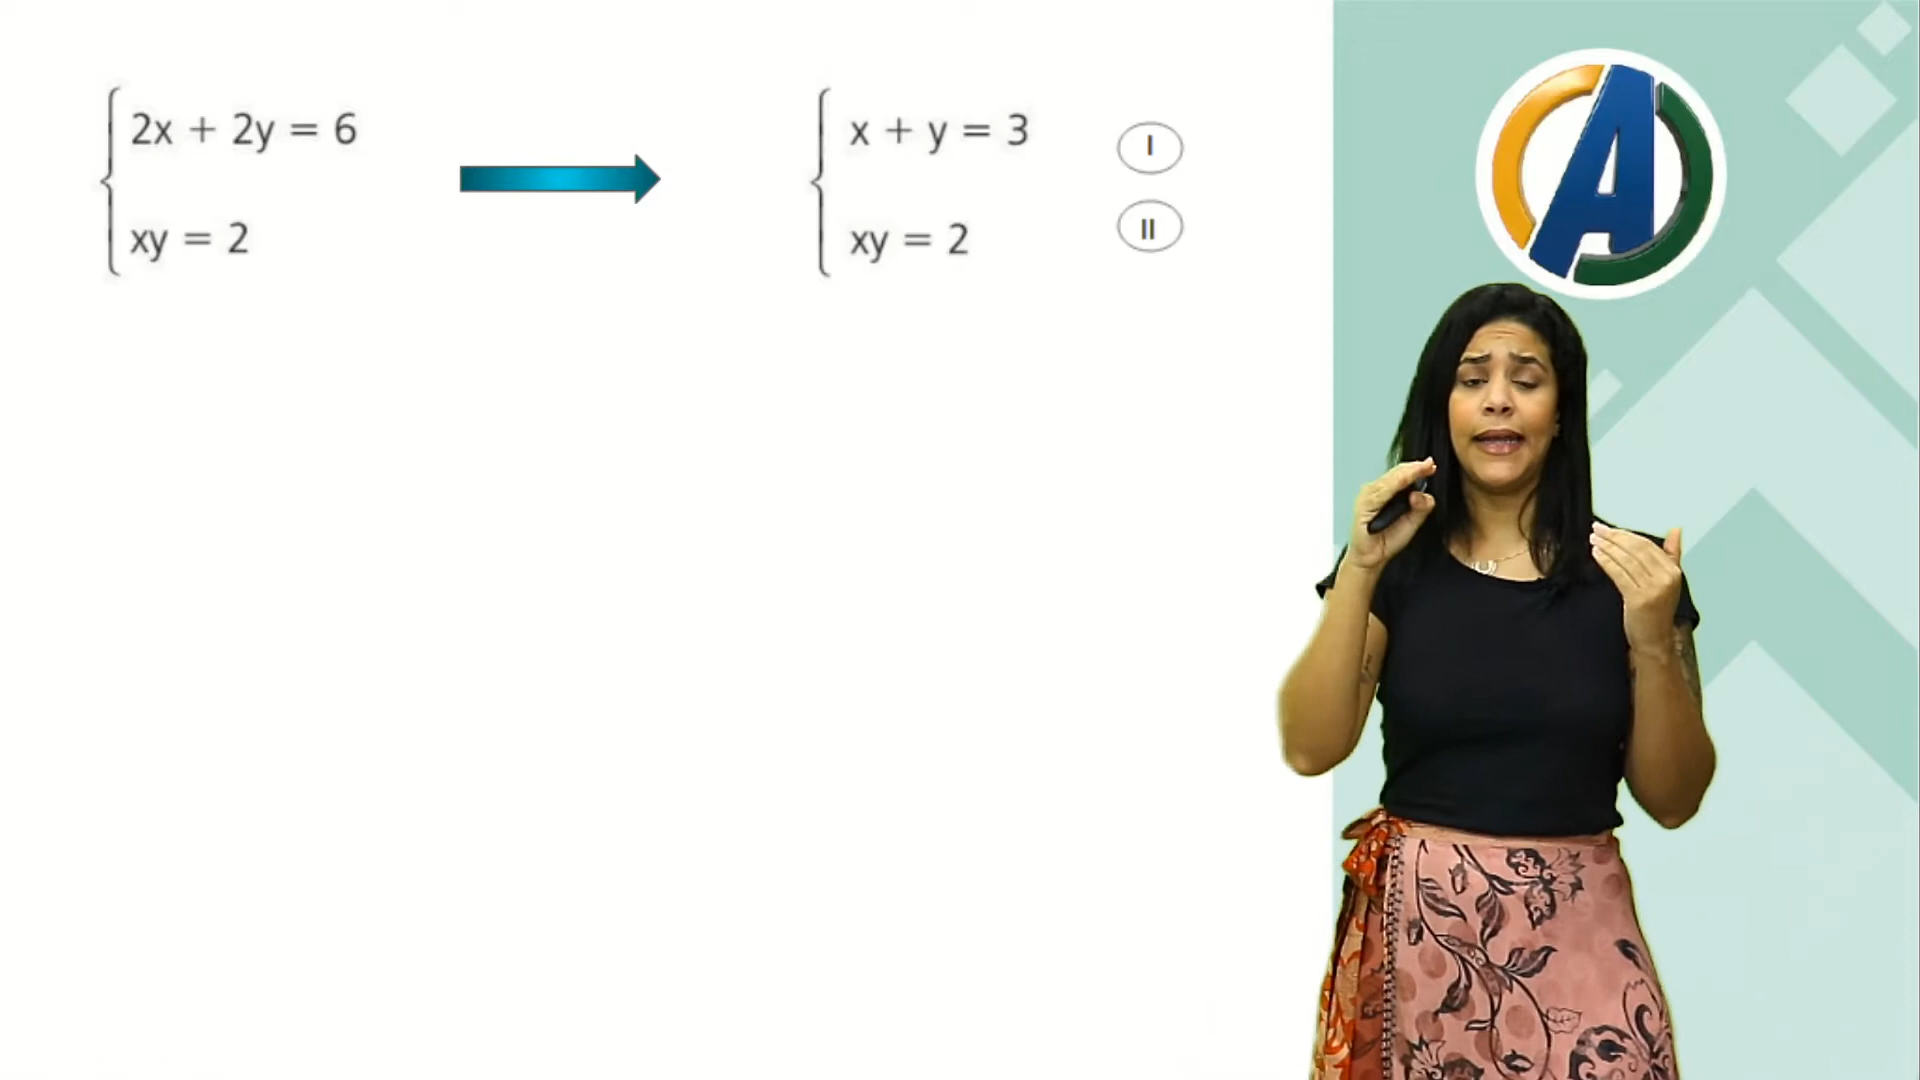 2x + 2y = 6
xy = 2
x + y = 3
I
xy = 2
II
A